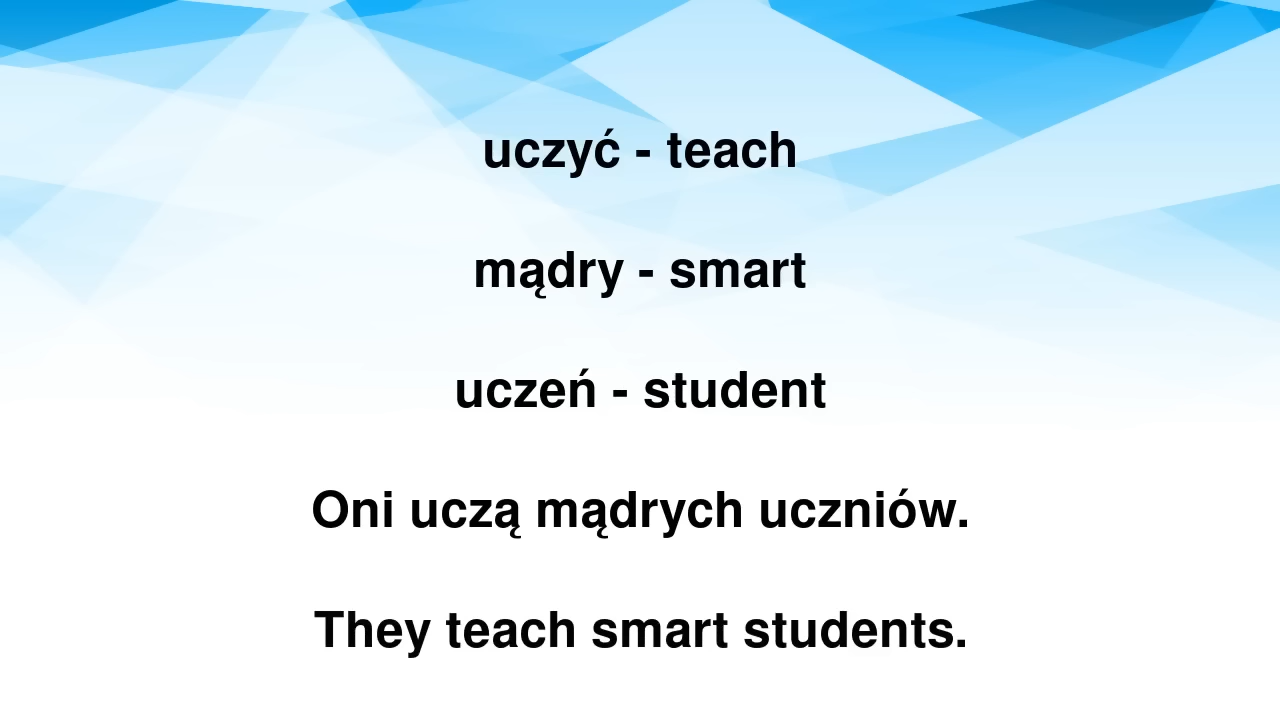 uczyć - teach
mądry - smart
uczeń - student
Oni uczą mądrych uczniów.
They teach smart students.